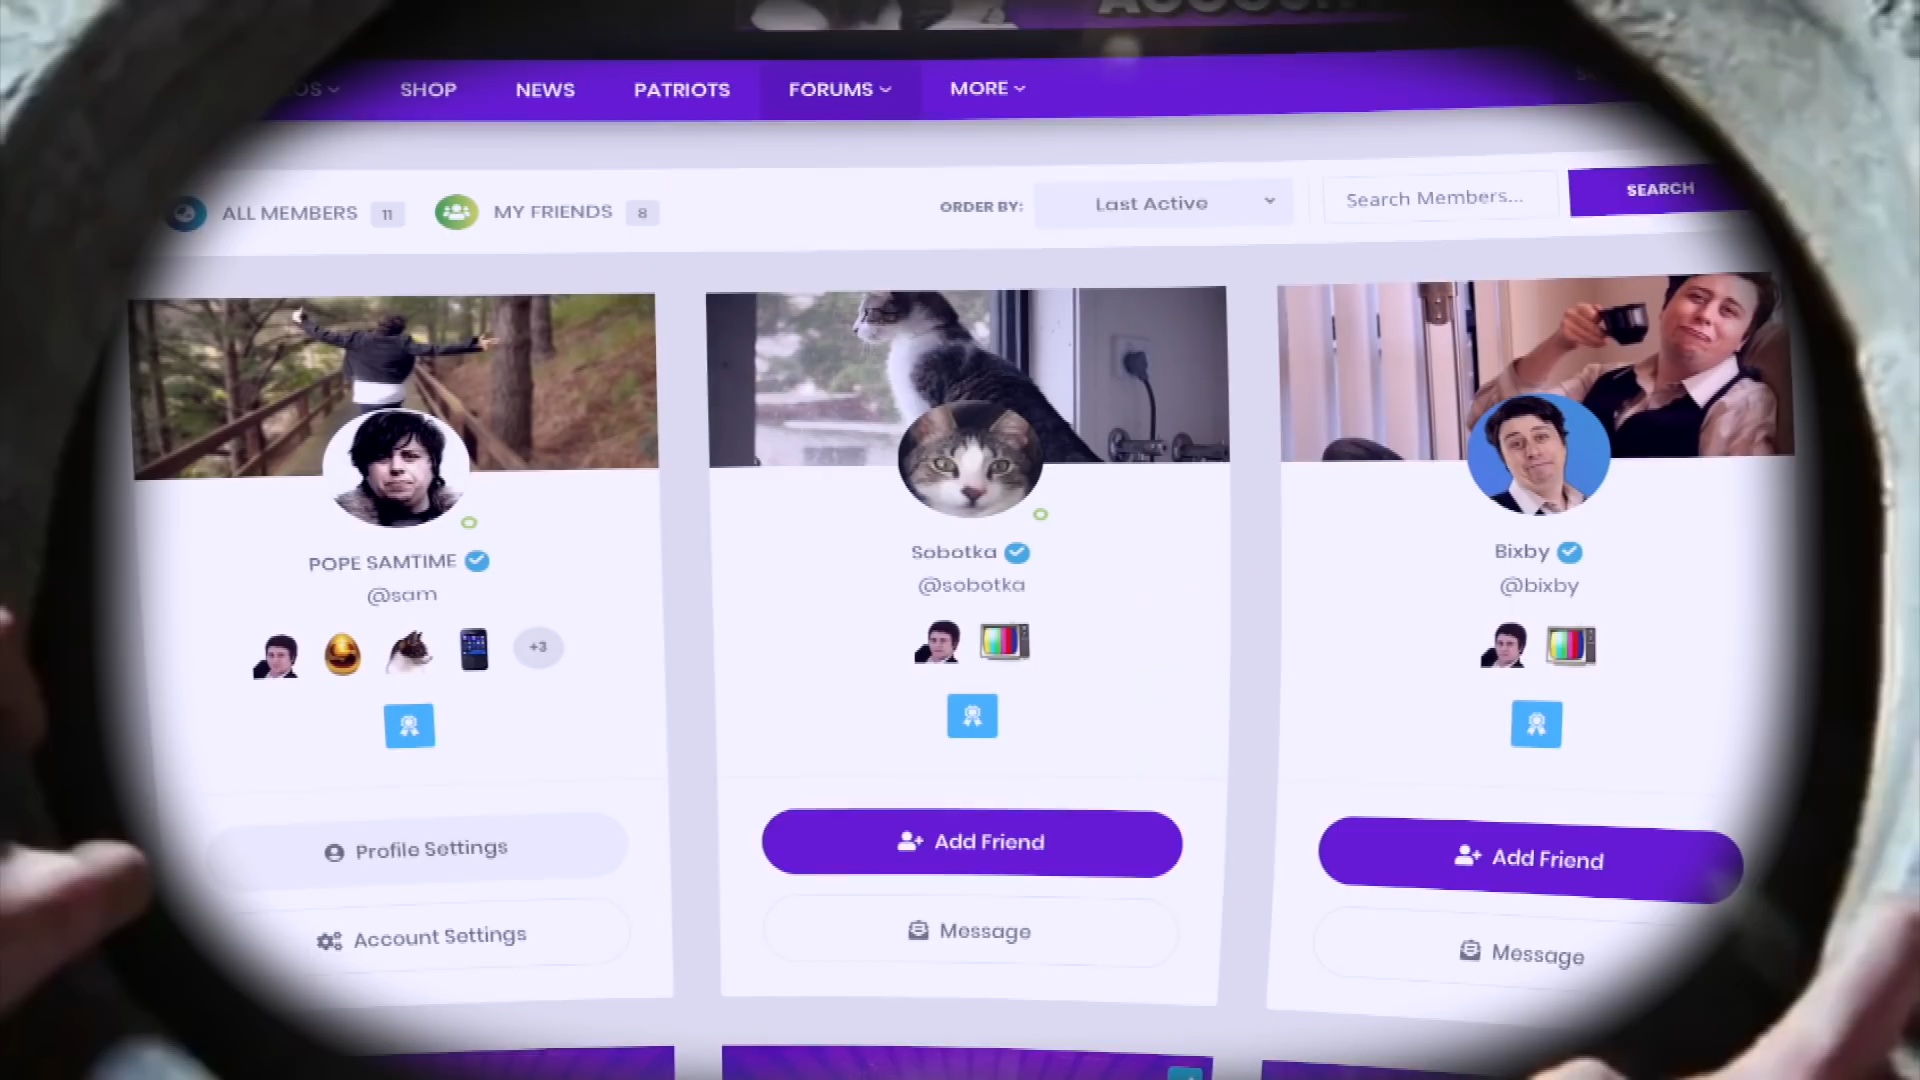 SHOP NEWS PATRIOTS FORUMS MORE
ALL MEMBERS 11 MY FRIENDS 8 ORDER BY: Last Active Search Members... SEARCH
POPE SAMTIME
@sam
+3
Profile Settings
Account Settings
Sobotka
@sobotka
Add Friend
Message
Bixby
@bixby
Add Friend
Message